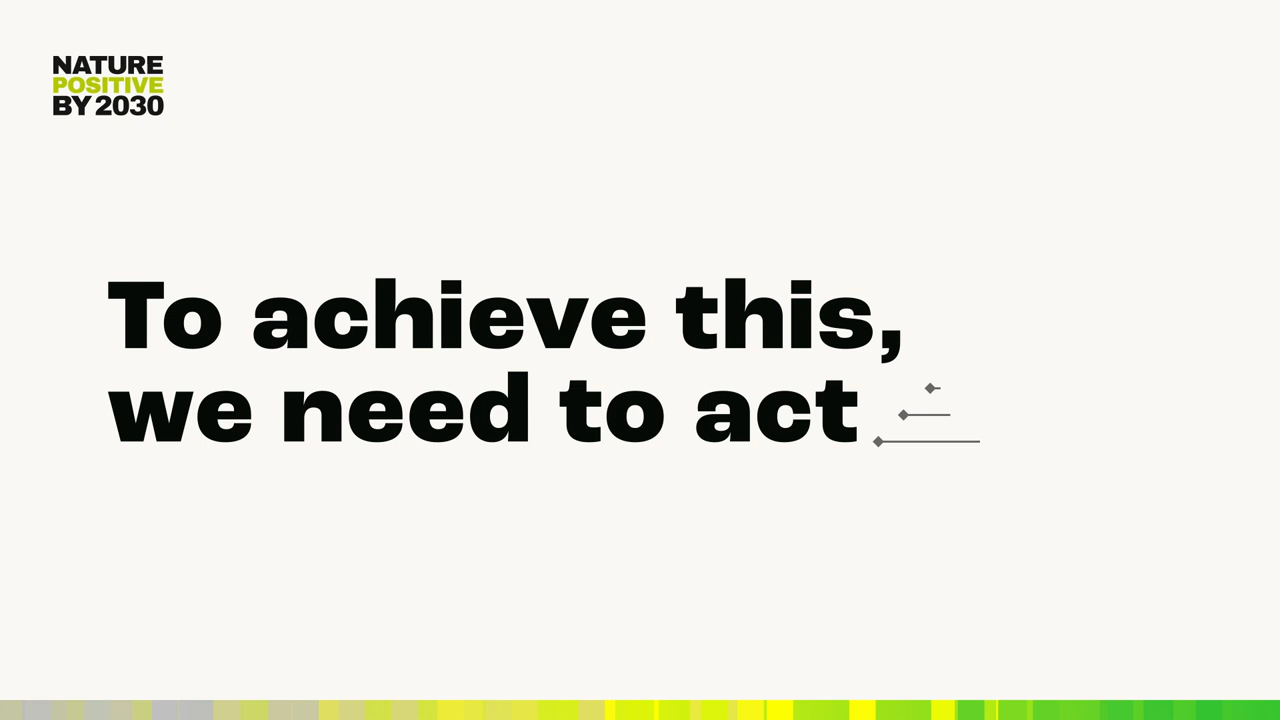 NATURE
POSITIVE
BY 2030
To achieve this,
we need to act